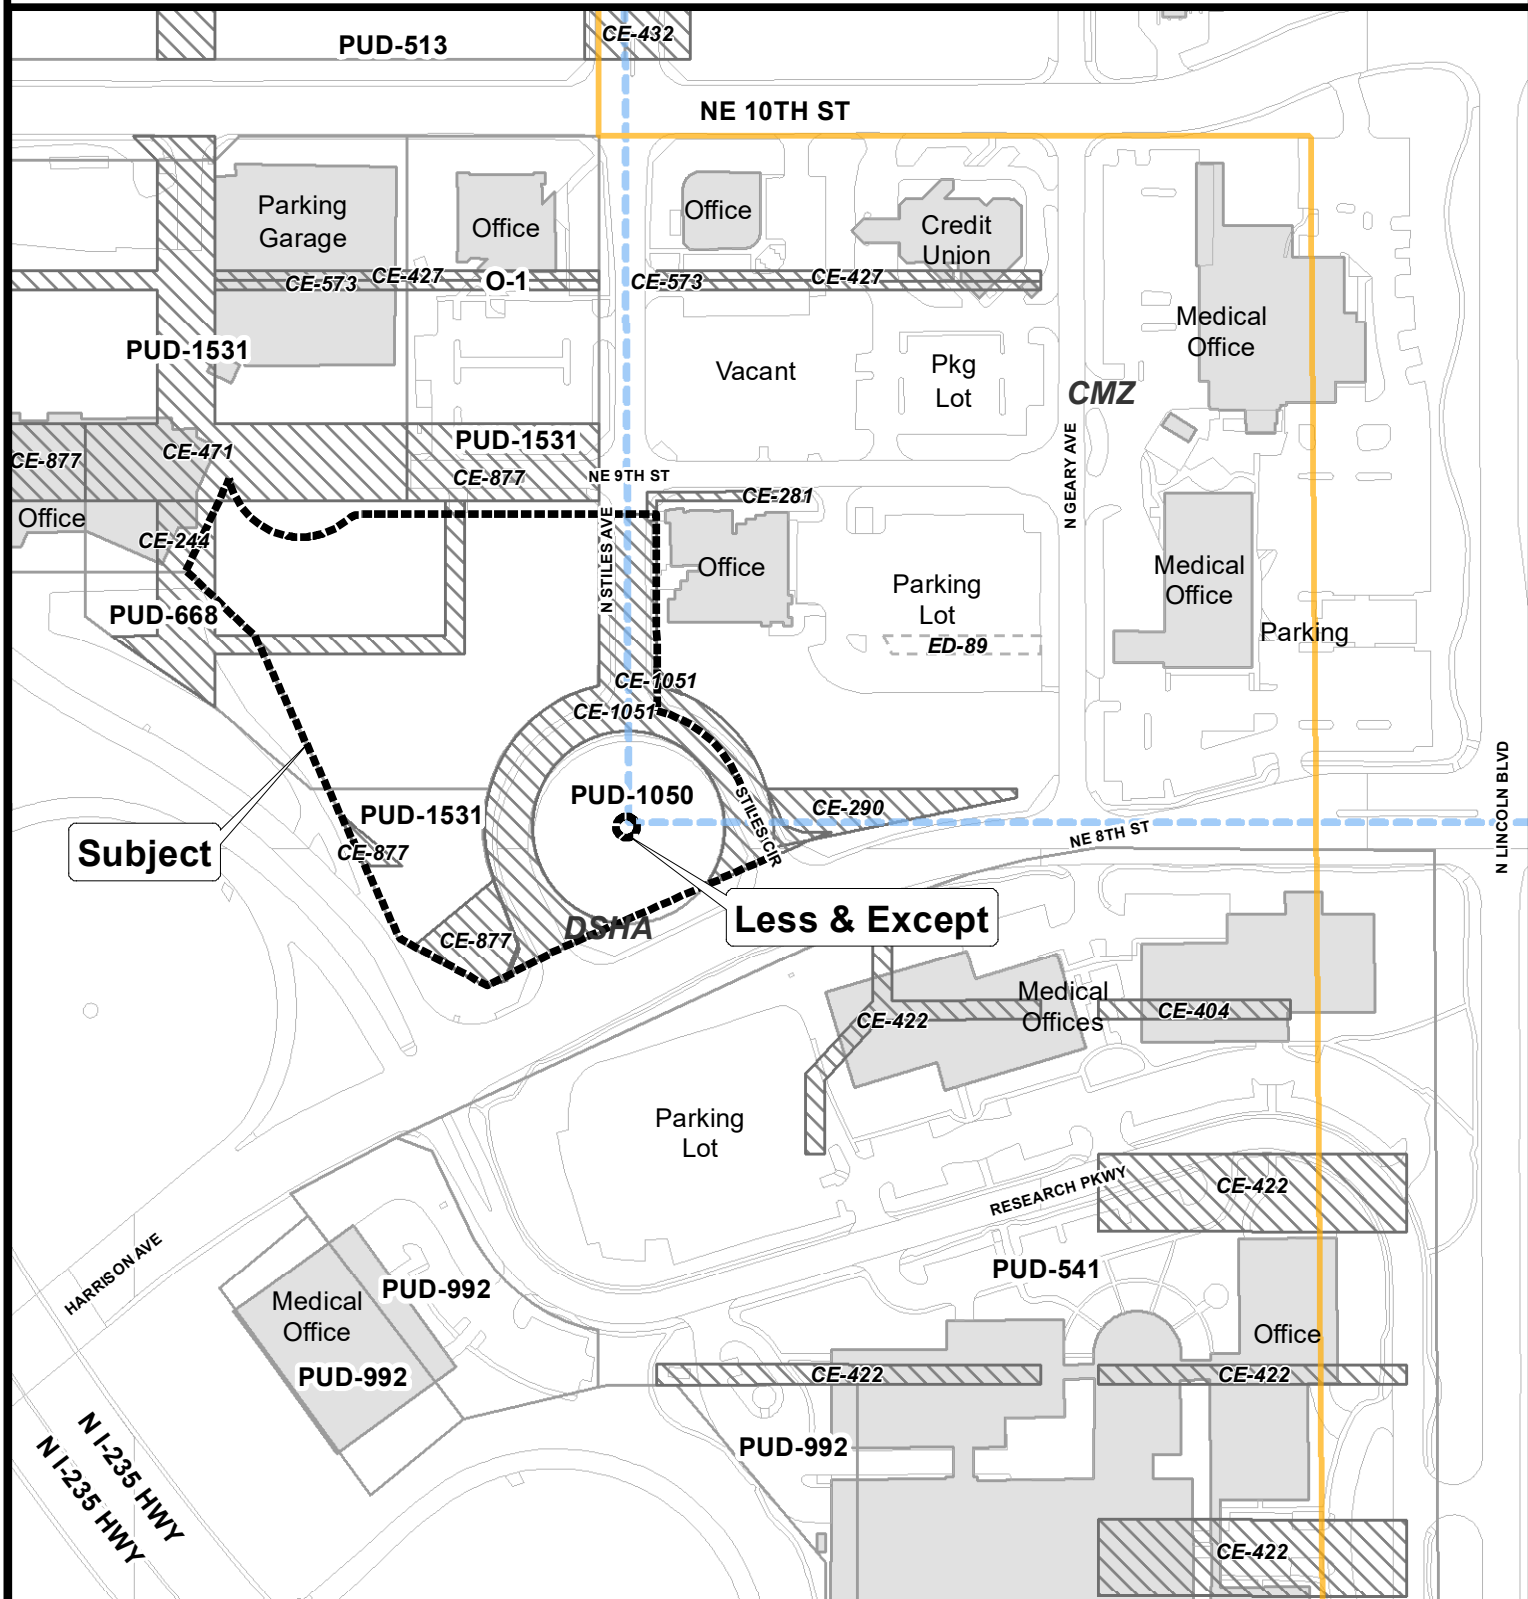 CE-432
PUD-513
NE 10TH ST
Parking
Garage
Office
Office
Credit
Union
CE-573
CE-427
O-1
CE-573
CE-427
PUD-1531
Vacant
Pkg
Lot
Medical
Office
CMZ
CE-877
CE-471
PUD-1531
CE-877
NE 9TH ST
N GEARY AVE
CE-281
Office
CE-244
N STILES AVE
Office
Parking
Lot
Medical
Office
PUD-668
ED-89
Parking
CE-1051
CE-1051
PUD-1050
STILES CIR
CE-290
PUD-1531
CE-877
NE 8TH ST
N LINCOLN BLVD
Subject
Less & Except
DSHA
CE-877
Medical
Offices
CE-422
CE-404
Parking
Lot
RESEARCH PKWY
CE-422
HARRISON AVE
PUD-541
PUD-992
Medical
Office
Office
PUD-992
CE-422
CE-422
N I-235 HWY
N I-235 HWY
PUD-992
CE-422